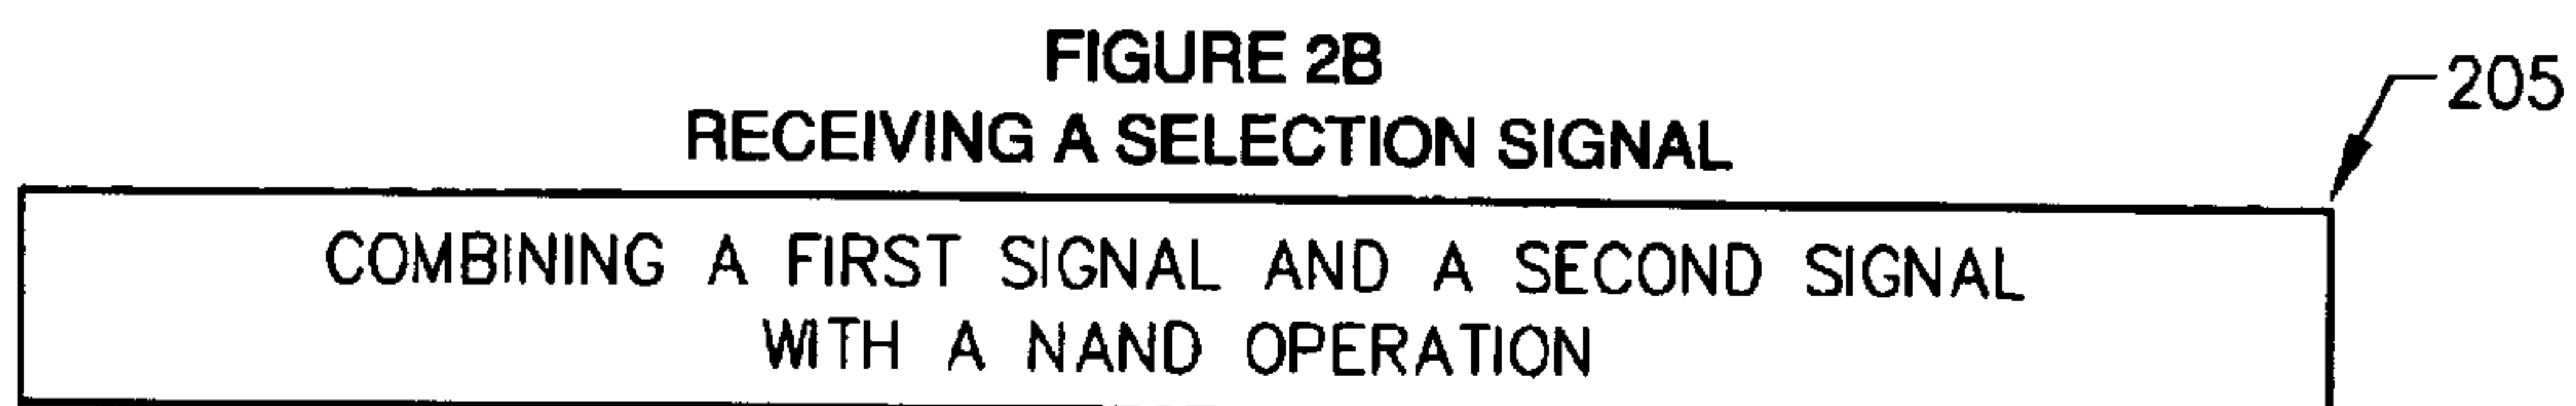 FIGURE 2B
RECEIVING A SELECTION SIGNAL
205
COMBINING A FIRST SIGNAL AND A SECOND SIGNAL
WITH A NAND OPERATION